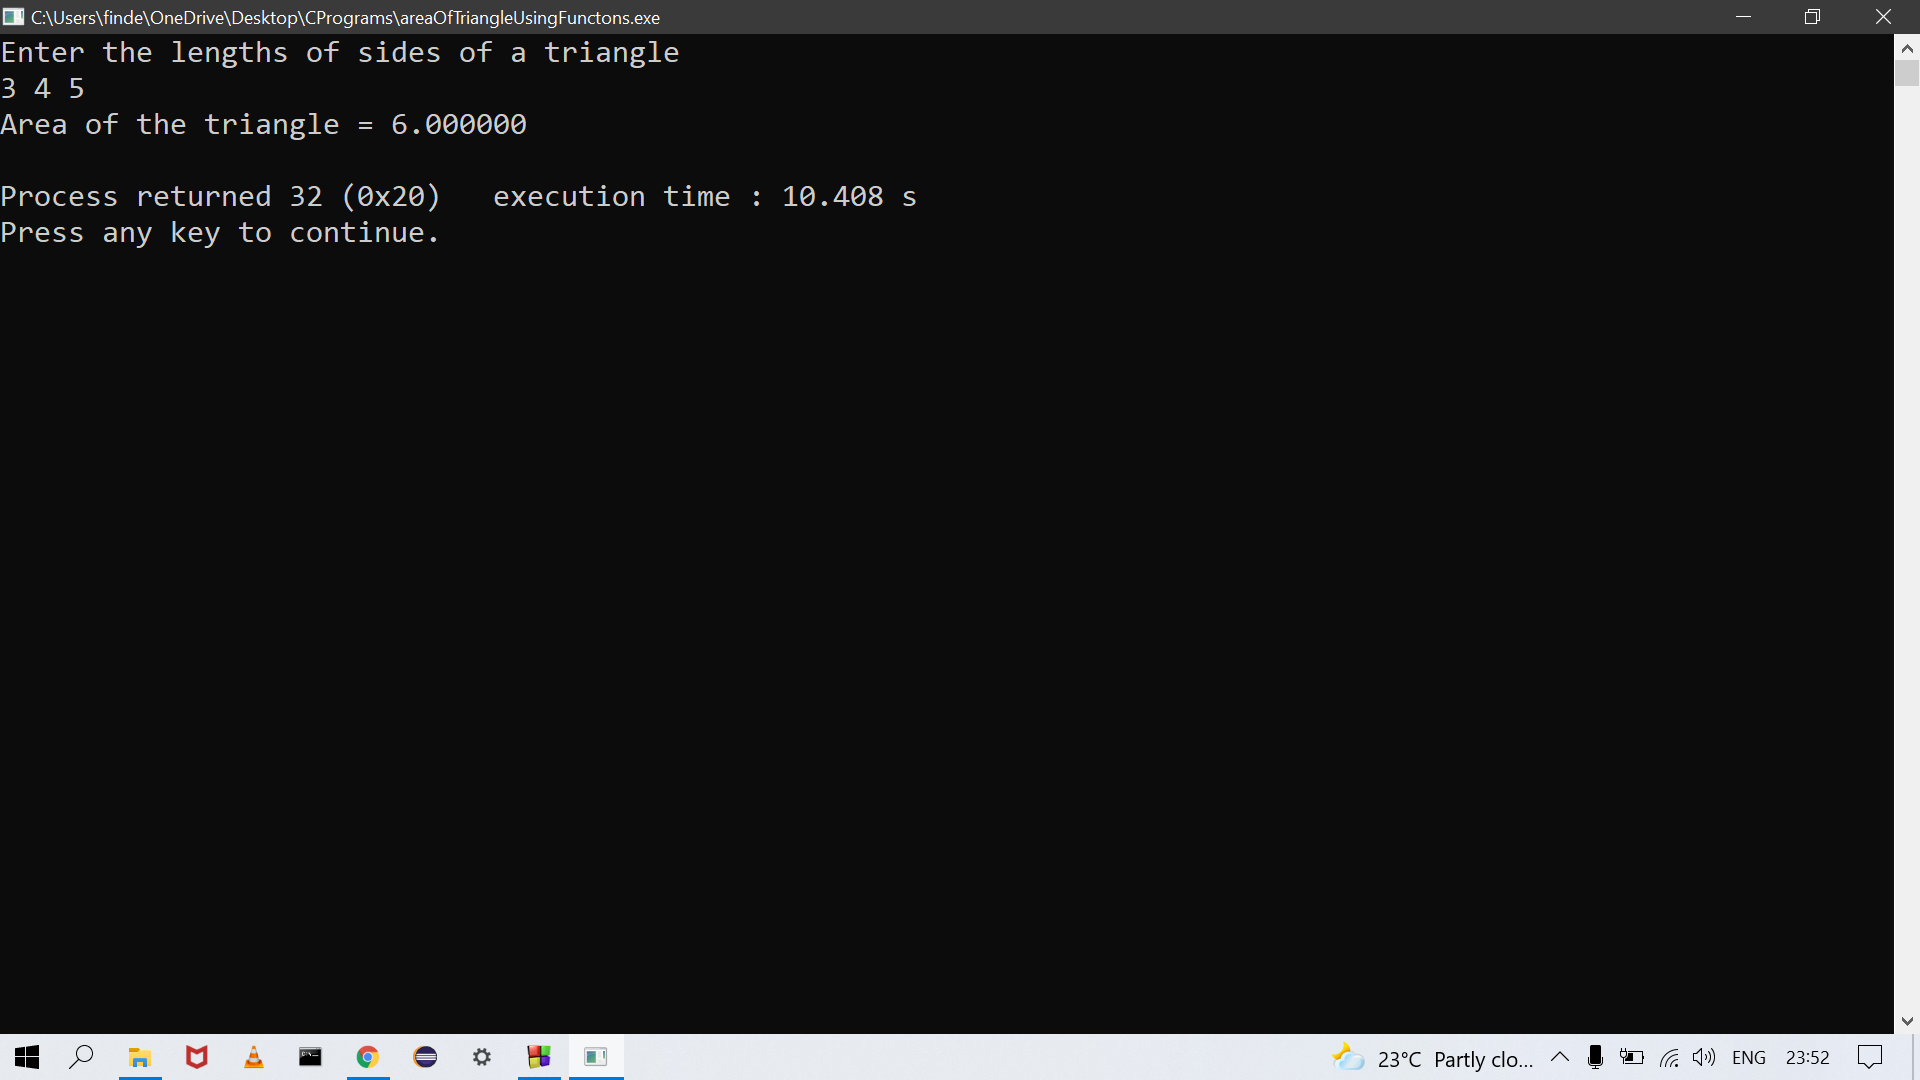 C:\Users\finde\OneDrive\Desktop\CPrograms\areaOfTriangleUsingFunctons.exe
Enter the lengths of sides of a triangle
3 4 5
Area of the triangle = 6.000000
Process returned 32 (0x20)   execution time : 10.408 s
Press any key to continue.
23°C Partly clo... ENG 23:52